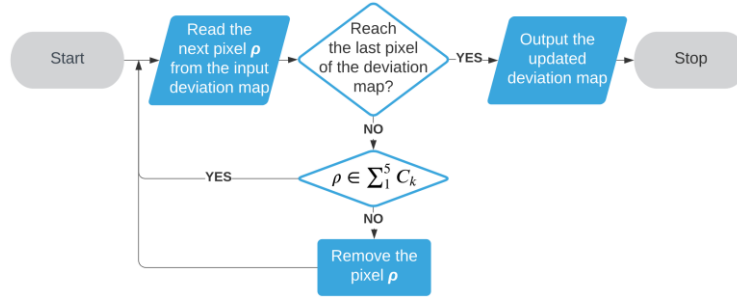 Start
Read the
next pixel ρ
from the input
deviation map
Reach
the last pixel
of the deviation
map?
YES
Output the
updated
deviation map
Stop
NO
ρ ∈ ∑₁⁵ Cₖ
YES
NO
Remove the
pixel ρ